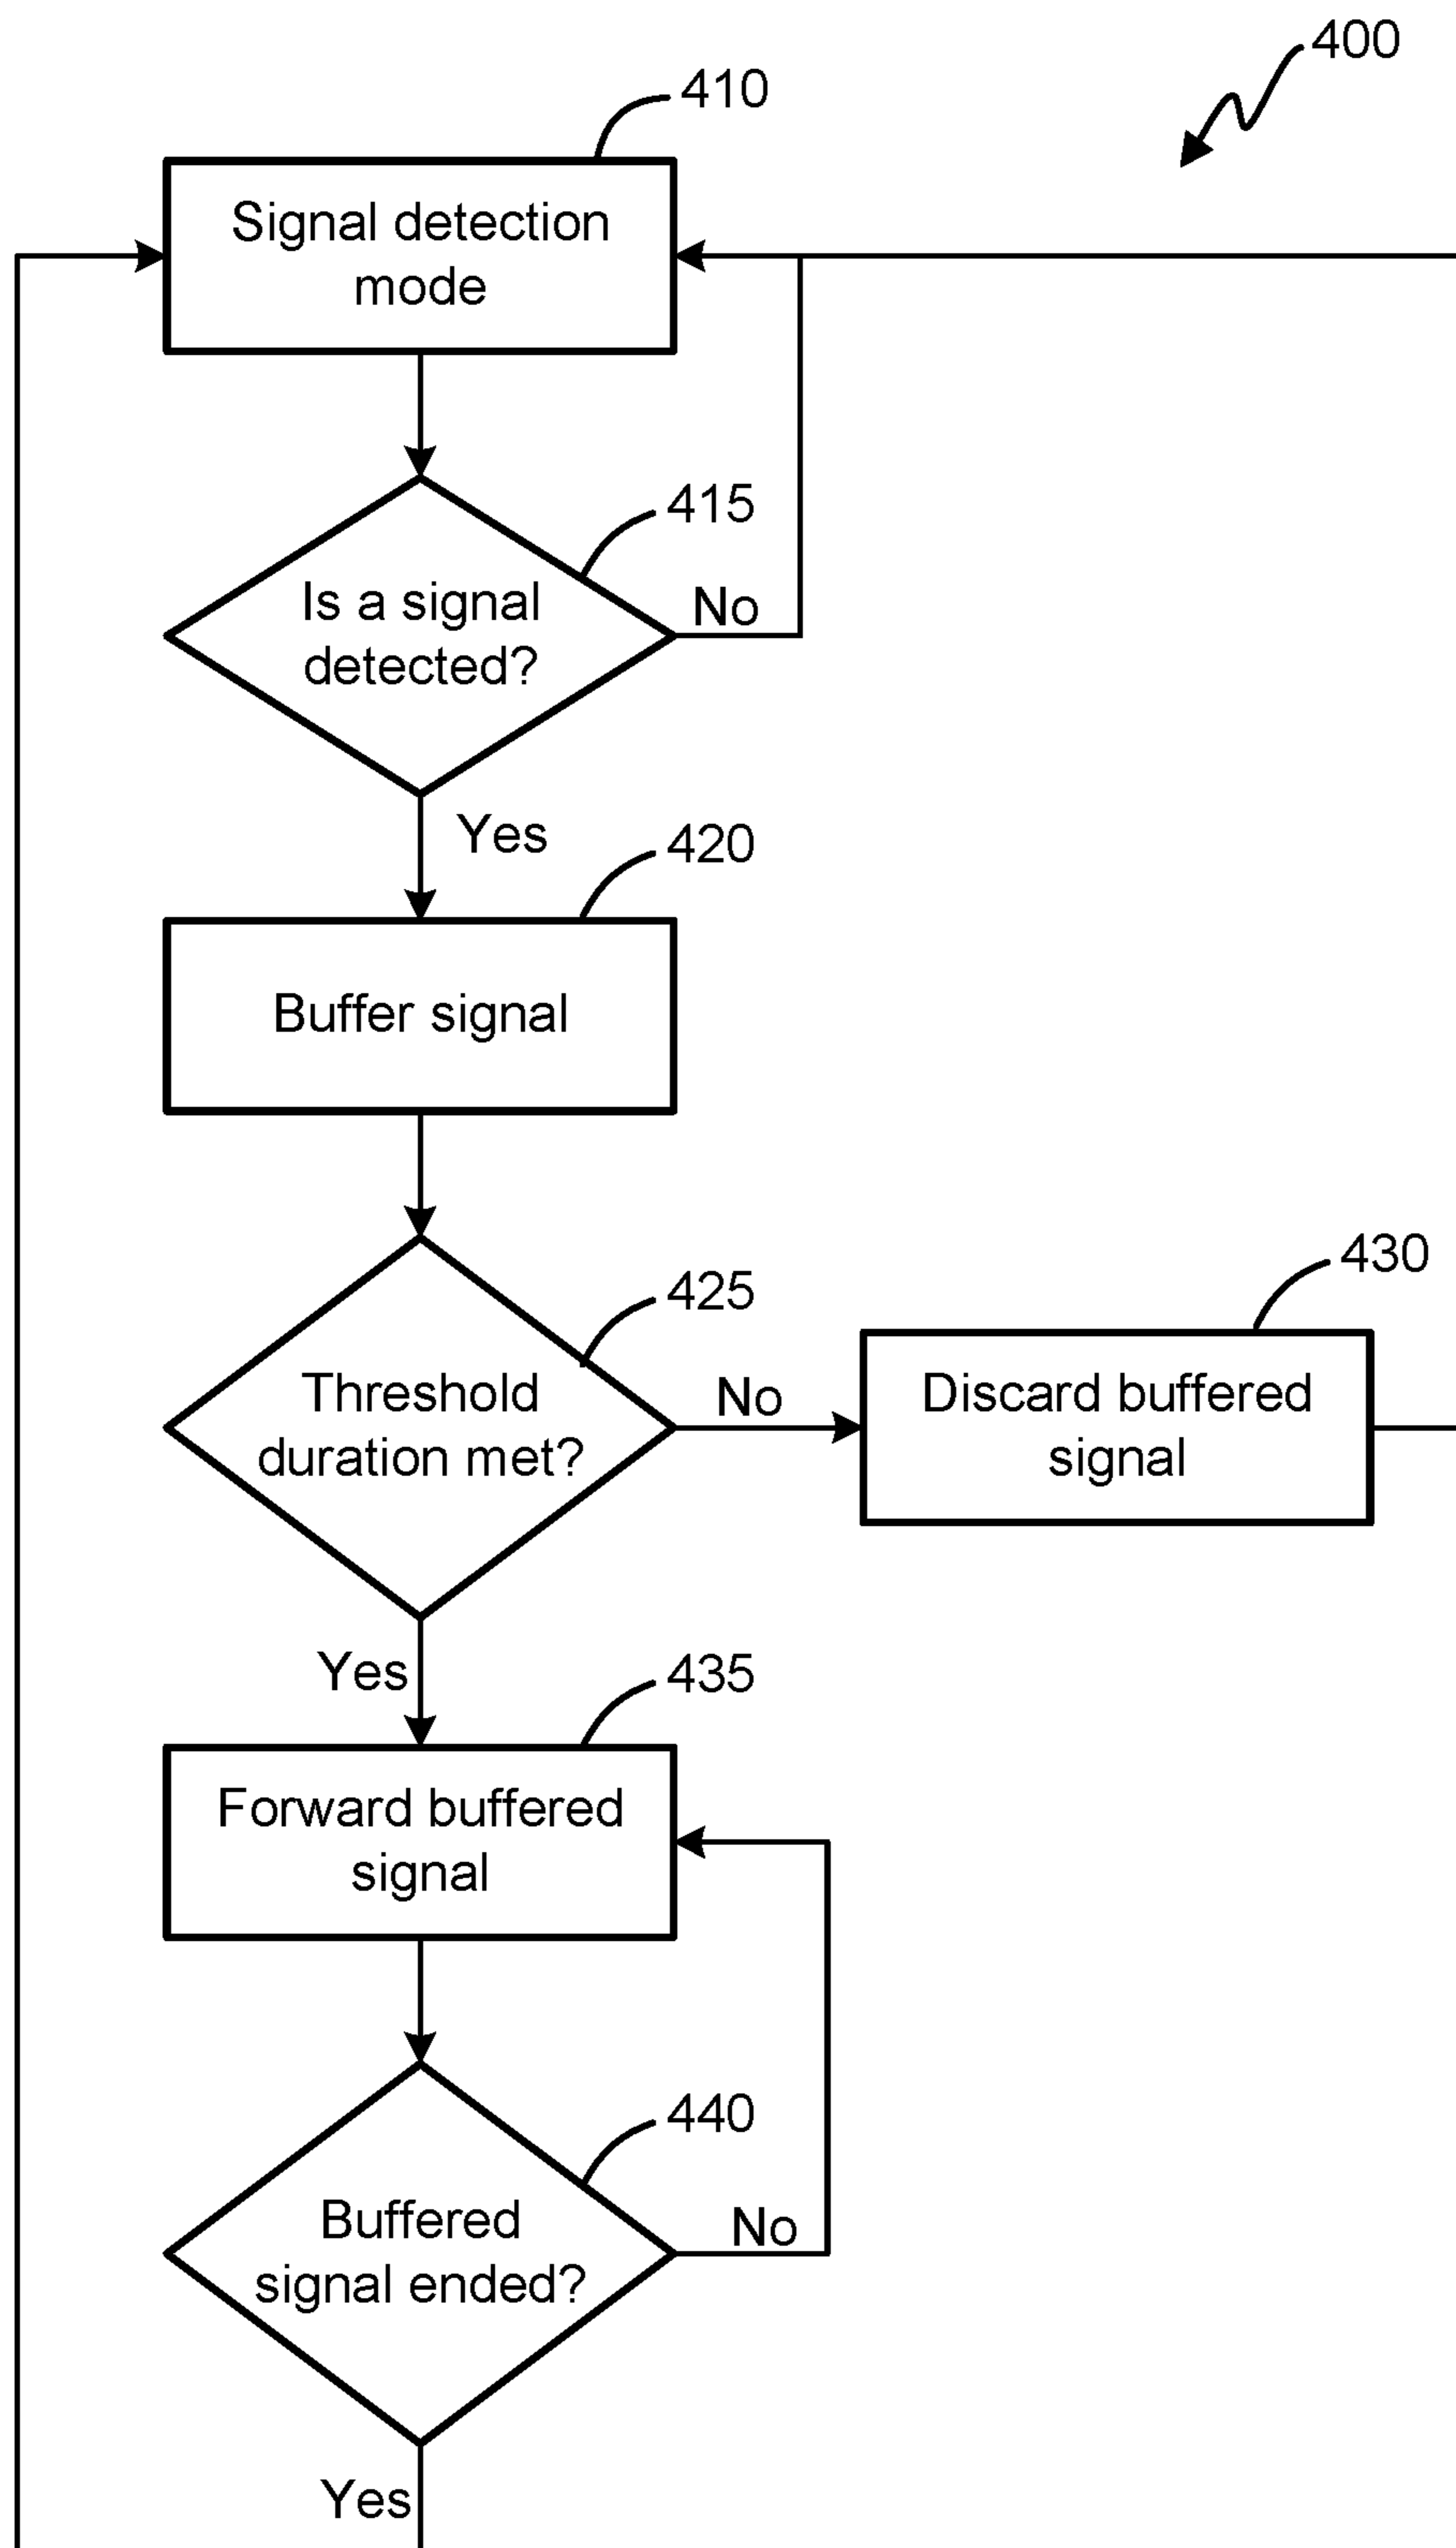 400
410
Signal detection
mode
415
Is a signal
detected?
No
Yes
420
Buffer signal
425
Threshold
duration met?
No
430
Discard buffered
signal
Yes
435
Forward buffered
signal
440
Buffered
signal ended?
No
Yes